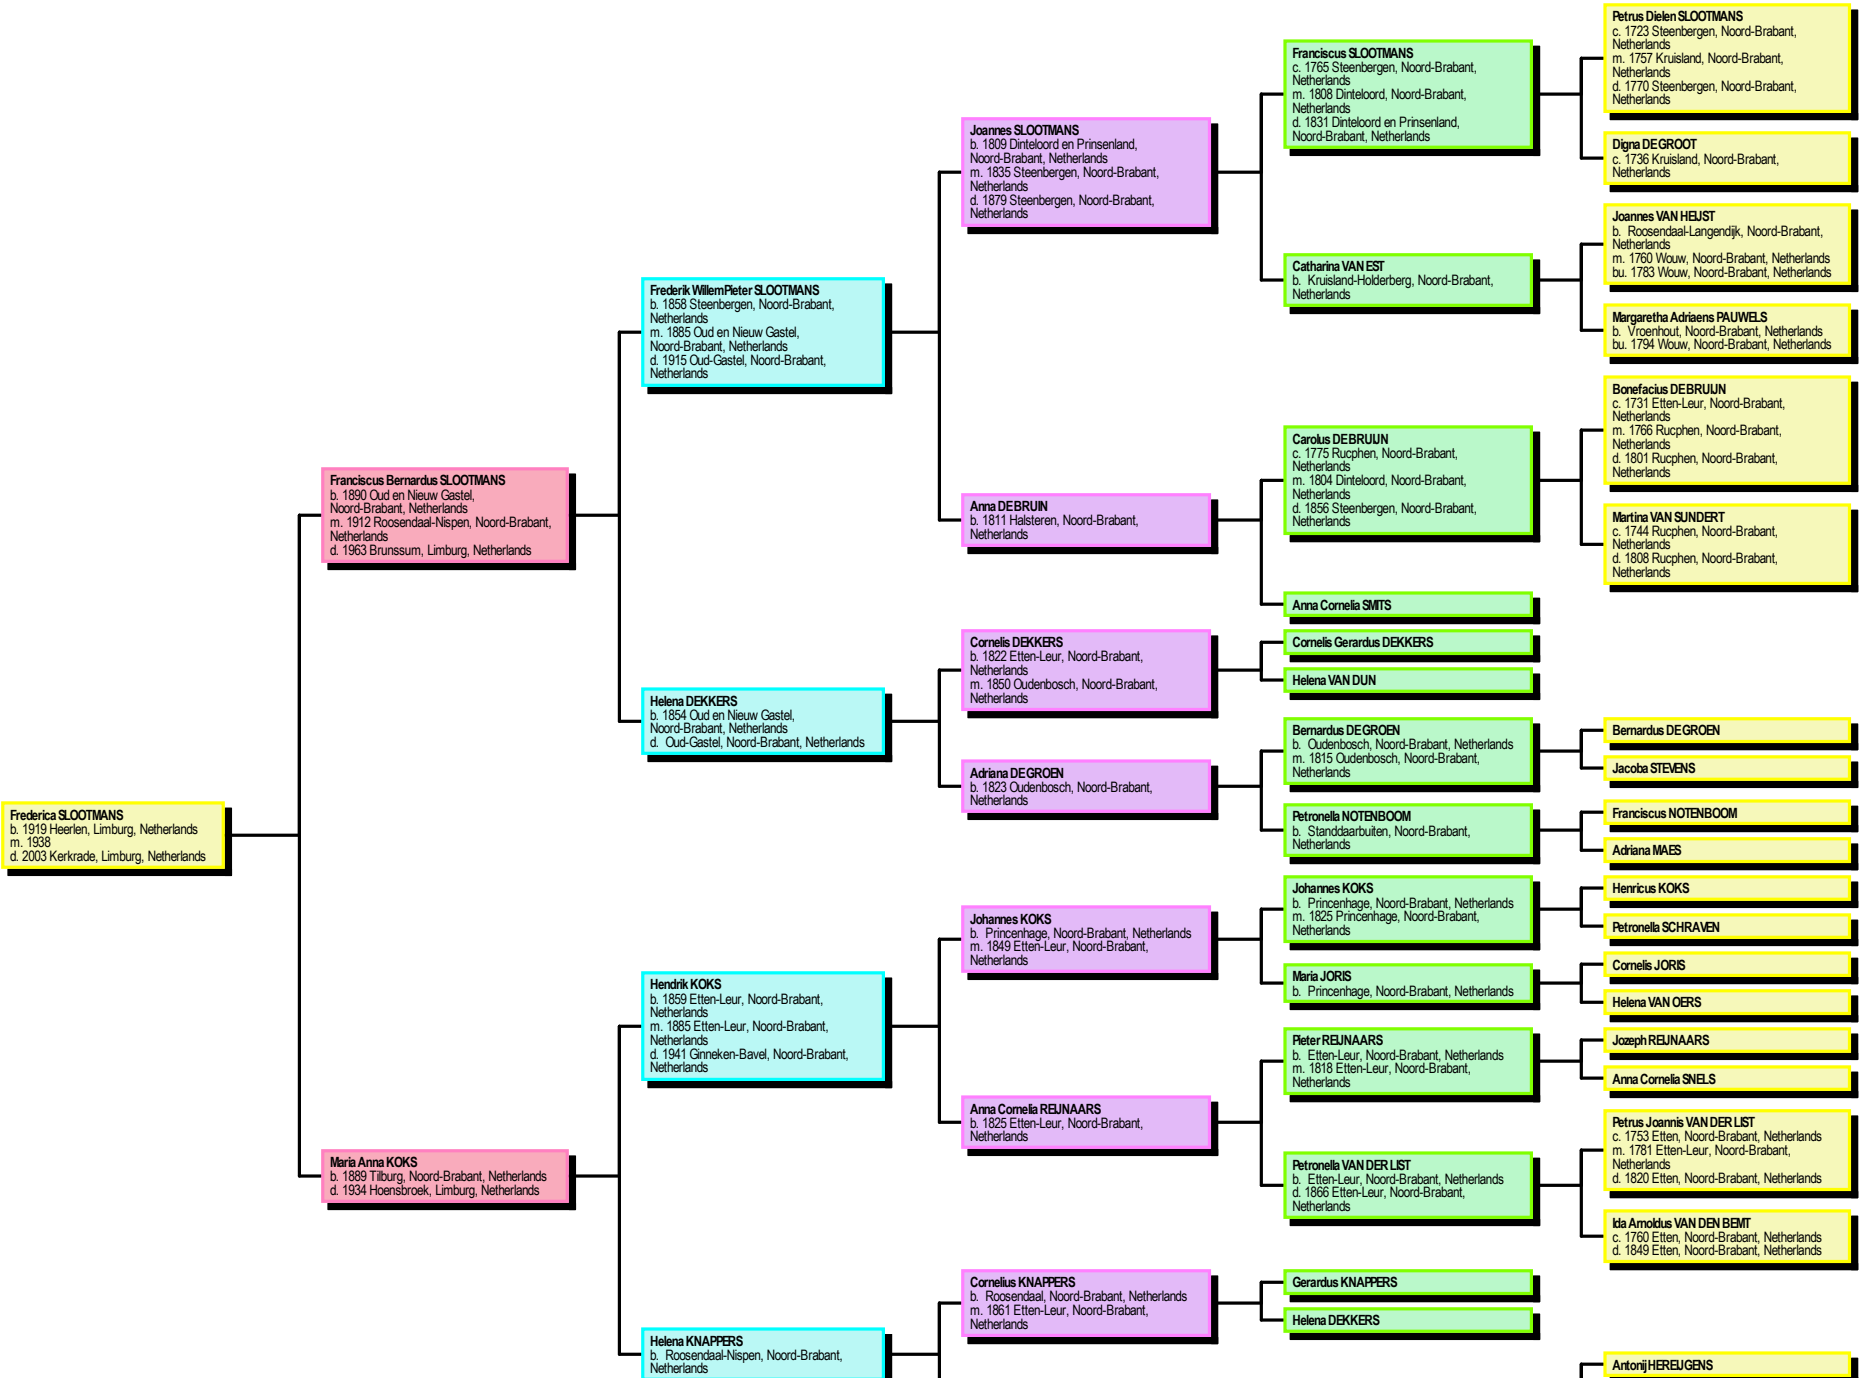 Frederica SLOOTMANS
b. 1919 Heerlen, Limburg, Netherlands
m. 1938
d. 2003 Kerkrade, Limburg, Netherlands
Franciscus Bernardus SLOOTMANS
b. 1890 Oud en Nieuw Gastel,
Noord-Brabant, Netherlands
m. 1912 Roosendaal-Nispen, Noord-Brabant,
Netherlands
d. 1963 Brunssum, Limburg, Netherlands
Maria Anna KOKS
b. 1889 Tilburg, Noord-Brabant, Netherlands
d. 1934 Hoensbroek, Limburg, Netherlands
Frederik Willem Pieter SLOOTMANS
b. 1858 Steenbergen, Noord-Brabant,
Netherlands
m. 1885 Oud en Nieuw Gastel,
Noord-Brabant, Netherlands
d. 1915 Oud-Gastel, Noord-Brabant,
Netherlands
Helena DEKKERS
b. 1854 Oud en Nieuw Gastel,
Noord-Brabant, Netherlands
d. Oud-Gastel, Noord-Brabant, Netherlands
Hendrik KOKS
b. 1859 Etten-Leur, Noord-Brabant,
Netherlands
m. 1885 Etten-Leur, Noord-Brabant,
Netherlands
d. 1941 Ginneken-Bavel, Noord-Brabant,
Netherlands
Helena KNAPPERS
b. Roosendaal-Nispen, Noord-Brabant,
Netherlands
Joannes SLOOTMANS
b. 1809 Dinteloord en Prinsenland,
Noord-Brabant, Netherlands
m. 1835 Steenbergen, Noord-Brabant,
Netherlands
d. 1879 Steenbergen, Noord-Brabant,
Netherlands
Anna DE BRUIN
b. 1811 Halsteren, Noord-Brabant,
Netherlands
Cornelis DEKKERS
b. 1822 Etten-Leur, Noord-Brabant,
Netherlands
m. 1850 Oudenbosch, Noord-Brabant,
Netherlands
Adriana DE GROEN
b. 1823 Oudenbosch, Noord-Brabant,
Netherlands
Johannes KOKS
b. Princenhage, Noord-Brabant, Netherlands
m. 1849 Etten-Leur, Noord-Brabant,
Netherlands
Anna Cornelia REIJNAARS
b. 1825 Etten-Leur, Noord-Brabant,
Netherlands
Cornelius KNAPPERS
b. Roosendaal, Noord-Brabant, Netherlands
m. 1861 Etten-Leur, Noord-Brabant,
Netherlands
Franciscus SLOOTMANS
c. 1765 Steenbergen, Noord-Brabant,
Netherlands
m. 1808 Dinteloord, Noord-Brabant,
Netherlands
d. 1831 Dinteloord en Prinsenland,
Noord-Brabant, Netherlands
Catharina VAN EST
b. Kruisland-Holderberg, Noord-Brabant,
Netherlands
Carolus DE BRUIJN
c. 1775 Rucphen, Noord-Brabant,
Netherlands
m. 1804 Dinteloord, Noord-Brabant,
Netherlands
d. 1856 Steenbergen, Noord-Brabant,
Netherlands
Anna Cornelia SMITS
Cornelis Gerardus DEKKERS
Helena VAN DUN
Bernardus DE GROEN
b. Oudenbosch, Noord-Brabant, Netherlands
m. 1815 Oudenbosch, Noord-Brabant,
Netherlands
Petronella NOTENBOOM
b. Standdaarbuiten, Noord-Brabant,
Netherlands
Johannes KOKS
b. Princenhage, Noord-Brabant, Netherlands
m. 1825 Princenhage, Noord-Brabant,
Netherlands
Maria JORIS
b. Princenhage, Noord-Brabant, Netherlands
Pieter REIJNAARS
b. Etten-Leur, Noord-Brabant, Netherlands
m. 1818 Etten-Leur, Noord-Brabant,
Netherlands
Petronella VAN DER LIST
b. Etten-Leur, Noord-Brabant, Netherlands
d. 1866 Etten-Leur, Noord-Brabant,
Netherlands
Gerardus KNAPPERS
Helena DEKKERS
Petrus Dielen SLOOTMANS
c. 1723 Steenbergen, Noord-Brabant,
Netherlands
m. 1757 Kruisland, Noord-Brabant,
Netherlands
d. 1770 Steenbergen, Noord-Brabant,
Netherlands
Digna DE GROOT
c. 1736 Kruisland, Noord-Brabant,
Netherlands
Joannes VAN HEIJST
b. Roosendaal-Langendijk, Noord-Brabant,
Netherlands
m. 1760 Wouw, Noord-Brabant, Netherlands
bu. 1783 Wouw, Noord-Brabant, Netherlands
Margaretha Adriaens PAUWELS
b. Vroenhout, Noord-Brabant, Netherlands
bu. 1794 Wouw, Noord-Brabant, Netherlands
Bonefacius DE BRUIJN
c. 1731 Etten-Leur, Noord-Brabant,
Netherlands
m. 1766 Rucphen, Noord-Brabant,
Netherlands
d. 1801 Rucphen, Noord-Brabant,
Netherlands
Martina VAN SUNDERT
c. 1744 Rucphen, Noord-Brabant,
Netherlands
d. 1808 Rucphen, Noord-Brabant,
Netherlands
Bernardus DE GROEN
Jacoba STEVENS
Franciscus NOTENBOOM
Adriana MAES
Henricus KOKS
Petronella SCHRAVEN
Cornelis JORIS
Helena VAN OERS
Jozeph REIJNAARS
Anna Cornelia SNELS
Petrus Joannis VAN DER LIST
c. 1753 Etten, Noord-Brabant, Netherlands
m. 1781 Etten-Leur, Noord-Brabant,
Netherlands
d. 1820 Etten, Noord-Brabant, Netherlands
Ida Arnoldus VAN DEN BEMT
c. 1760 Etten, Noord-Brabant, Netherlands
d. 1849 Etten, Noord-Brabant, Netherlands
Antonij HEREIJGENS